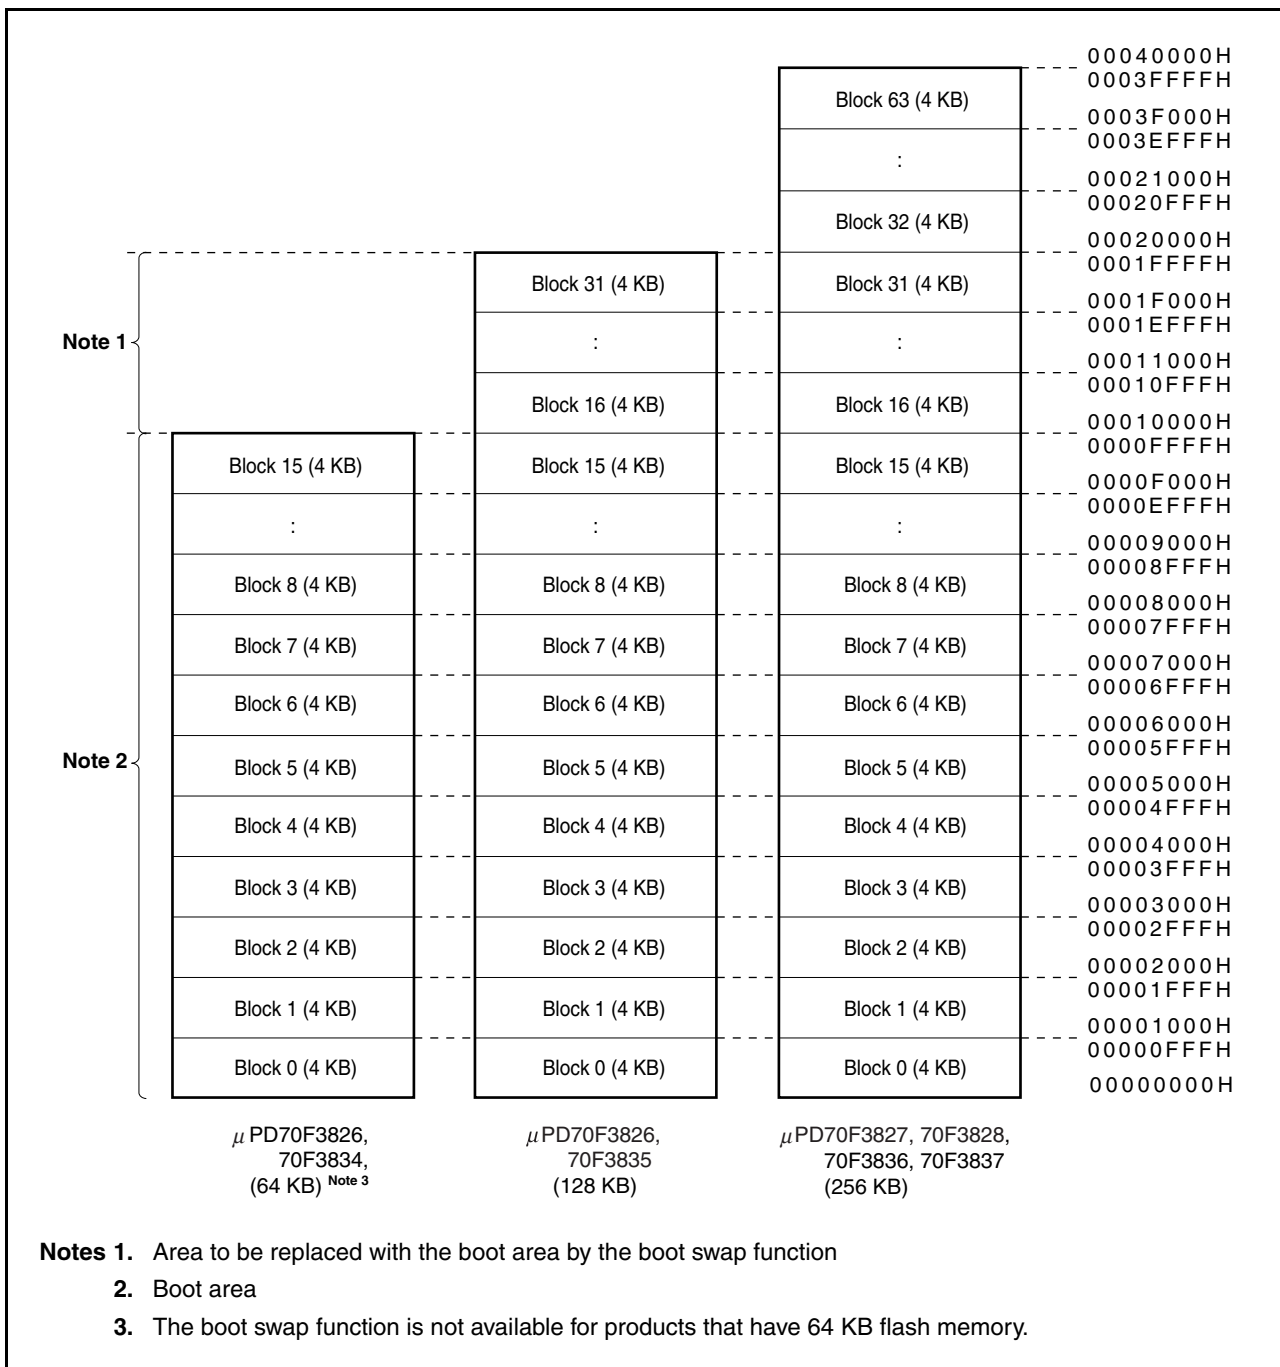 00040000H
0003FFFFH
Block 63 (4 KB)
0003F000H
0003EFFFH
:
00021000H
00020FFFH
Block 32 (4 KB)
00020000H
0001FFFFH
Block 31 (4 KB) Block 31 (4 KB)
0001F000H
0001EFFFH
Note 1 : :
00011000H
00010FFFH
Block 16 (4 KB) Block 16 (4 KB)
00010000H
0000FFFFH
Block 15 (4 KB) Block 15 (4 KB) Block 15 (4 KB)
0000F000H
0000EFFFH
: : :
00009000H
00008FFFH
Block 8 (4 KB) Block 8 (4 KB) Block 8 (4 KB)
00008000H
00007FFFH
Block 7 (4 KB) Block 7 (4 KB) Block 7 (4 KB)
00007000H
00006FFFH
Block 6 (4 KB) Block 6 (4 KB) Block 6 (4 KB)
00006000H
00005FFFH
Note 2 Block 5 (4 KB) Block 5 (4 KB) Block 5 (4 KB)
00005000H
00004FFFH
Block 4 (4 KB) Block 4 (4 KB) Block 4 (4 KB)
00004000H
00003FFFH
Block 3 (4 KB) Block 3 (4 KB) Block 3 (4 KB)
00003000H
00002FFFH
Block 2 (4 KB) Block 2 (4 KB) Block 2 (4 KB)
00002000H
00001FFFH
Block 1 (4 KB) Block 1 (4 KB) Block 1 (4 KB)
00001000H
00000FFFH
Block 0 (4 KB) Block 0 (4 KB) Block 0 (4 KB)
00000000H
μPD70F3826, μPD70F3826, μPD70F3827, 70F3828,
70F3834, 70F3835 70F3836, 70F3837
(64 KB) Note 3 (128 KB) (256 KB)
Notes 1. Area to be replaced with the boot area by the boot swap function
2. Boot area
3. The boot swap function is not available for products that have 64 KB flash memory.